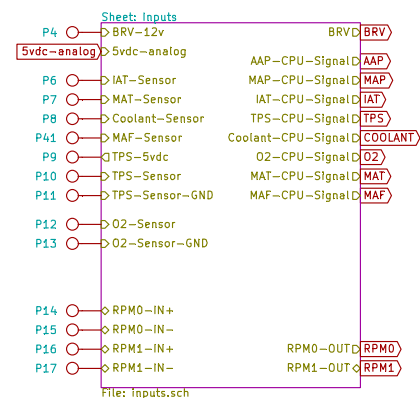 Sheet: Inputs
P4 BRV-12v BRV BRV
5vdc-analog 5vdc-analog
AAP-CPU-Signal AAP
P6 IAT-Sensor MAP-CPU-Signal MAP
P7 MAT-Sensor IAT-CPU-Signal IAT
P8 Coolant-Sensor TPS-CPU-Signal TPS
P41 MAF-Sensor Coolant-CPU-Signal COOLANT
P9 TPS-5vdc O2-CPU-Signal O2
P10 TPS-Sensor MAT-CPU-Signal MAT
P11 TPS-Sensor-GND MAF-CPU-Signal MAF
P12 O2-Sensor
P13 O2-Sensor-GND
P14 RPM0-IN+
P15 RPM0-IN-
P16 RPM1-IN+ RPM0-OUT RPM0
P17 RPM1-IN- RPM1-OUT RPM1
File: inputs.sch